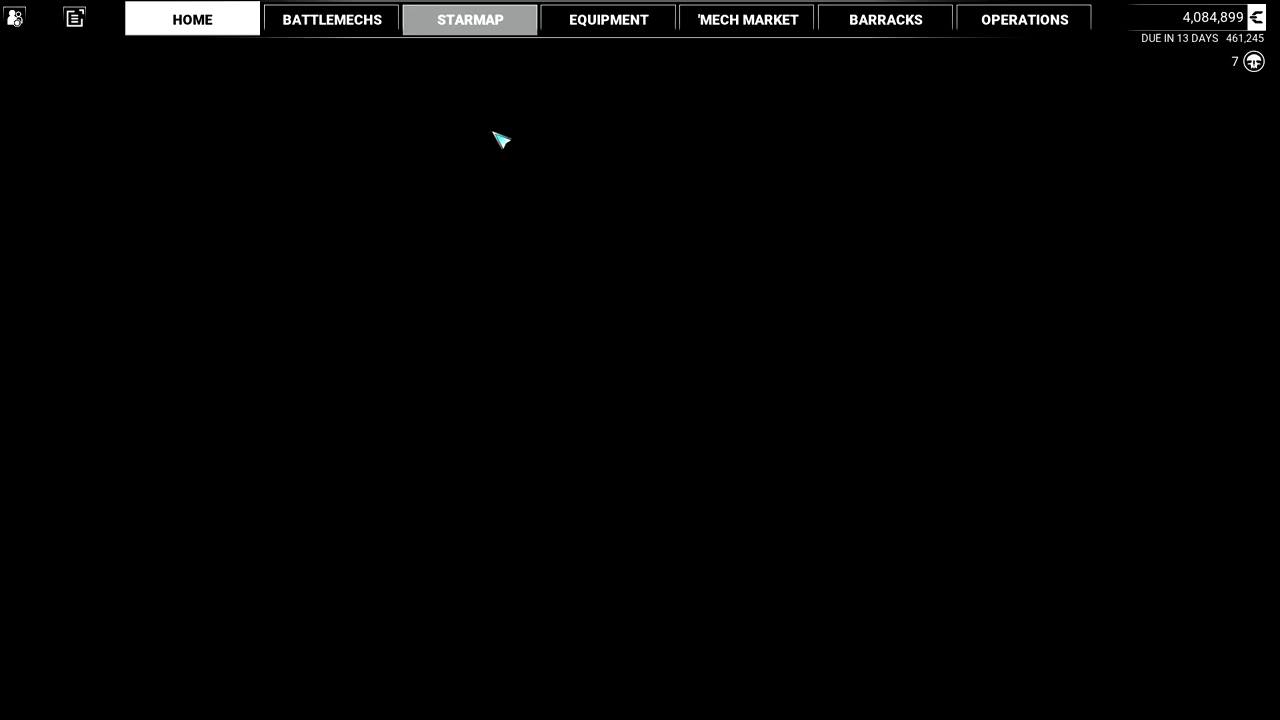 HOME
BATTLEMECHS
STARMAP
EQUIPMENT
'MECH MARKET
BARRACKS
OPERATIONS
4,084,899
DUE IN 13 DAYS 461,245
7